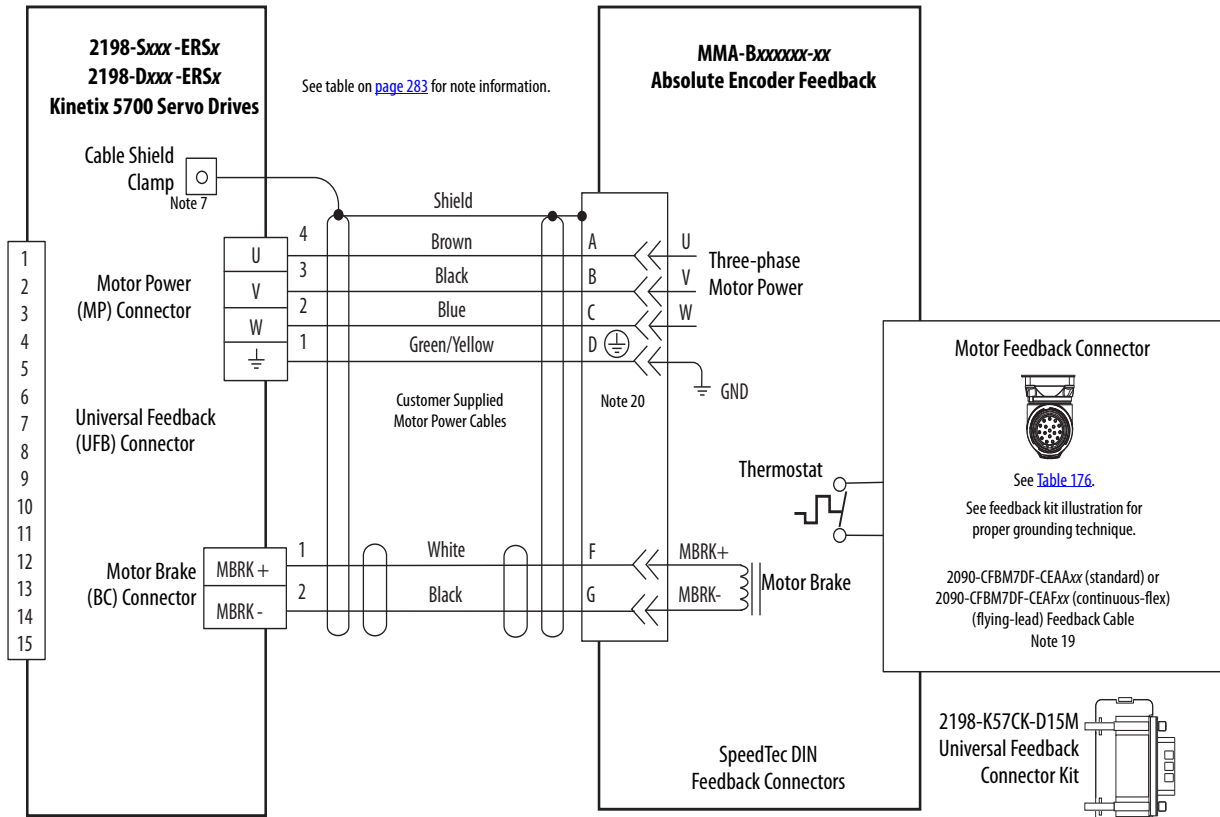 2198-Sxxx -ERSx
2198-Dxxx -ERSx
Kinetix 5700 Servo Drives
See table on page 283 for note information.
MMA-Bxxxxxx-xx
Absolute Encoder Feedback
Cable Shield
Clamp
Note 7
Shield
1
2
3
4
5
6
7
8
9
10
11
12
13
14
15
Motor Power
(MP) Connector
U
V
W
4
3
2
1
Brown
Black
Blue
Green/Yellow
A
B
C
D
U
V
W
Three-phase
Motor Power
GND
Customer Supplied
Motor Power Cables
Note 20
Universal Feedback
(UFB) Connector
Thermostat
Motor Feedback Connector
See Table 176.
See feedback kit illustration for
proper grounding technique.
2090-CFBM7DF-CEAAxx (standard) or
2090-CFBM7DF-CEAFxx (continuous-flex)
(flying-lead) Feedback Cable
Note 19
Motor Brake
(BC) Connector
MBRK +
MBRK -
1
2
White
Black
F
G
MBRK+
MBRK-
Motor Brake
SpeedTec DIN
Feedback Connectors
2198-K57CK-D15M
Universal Feedback
Connector Kit